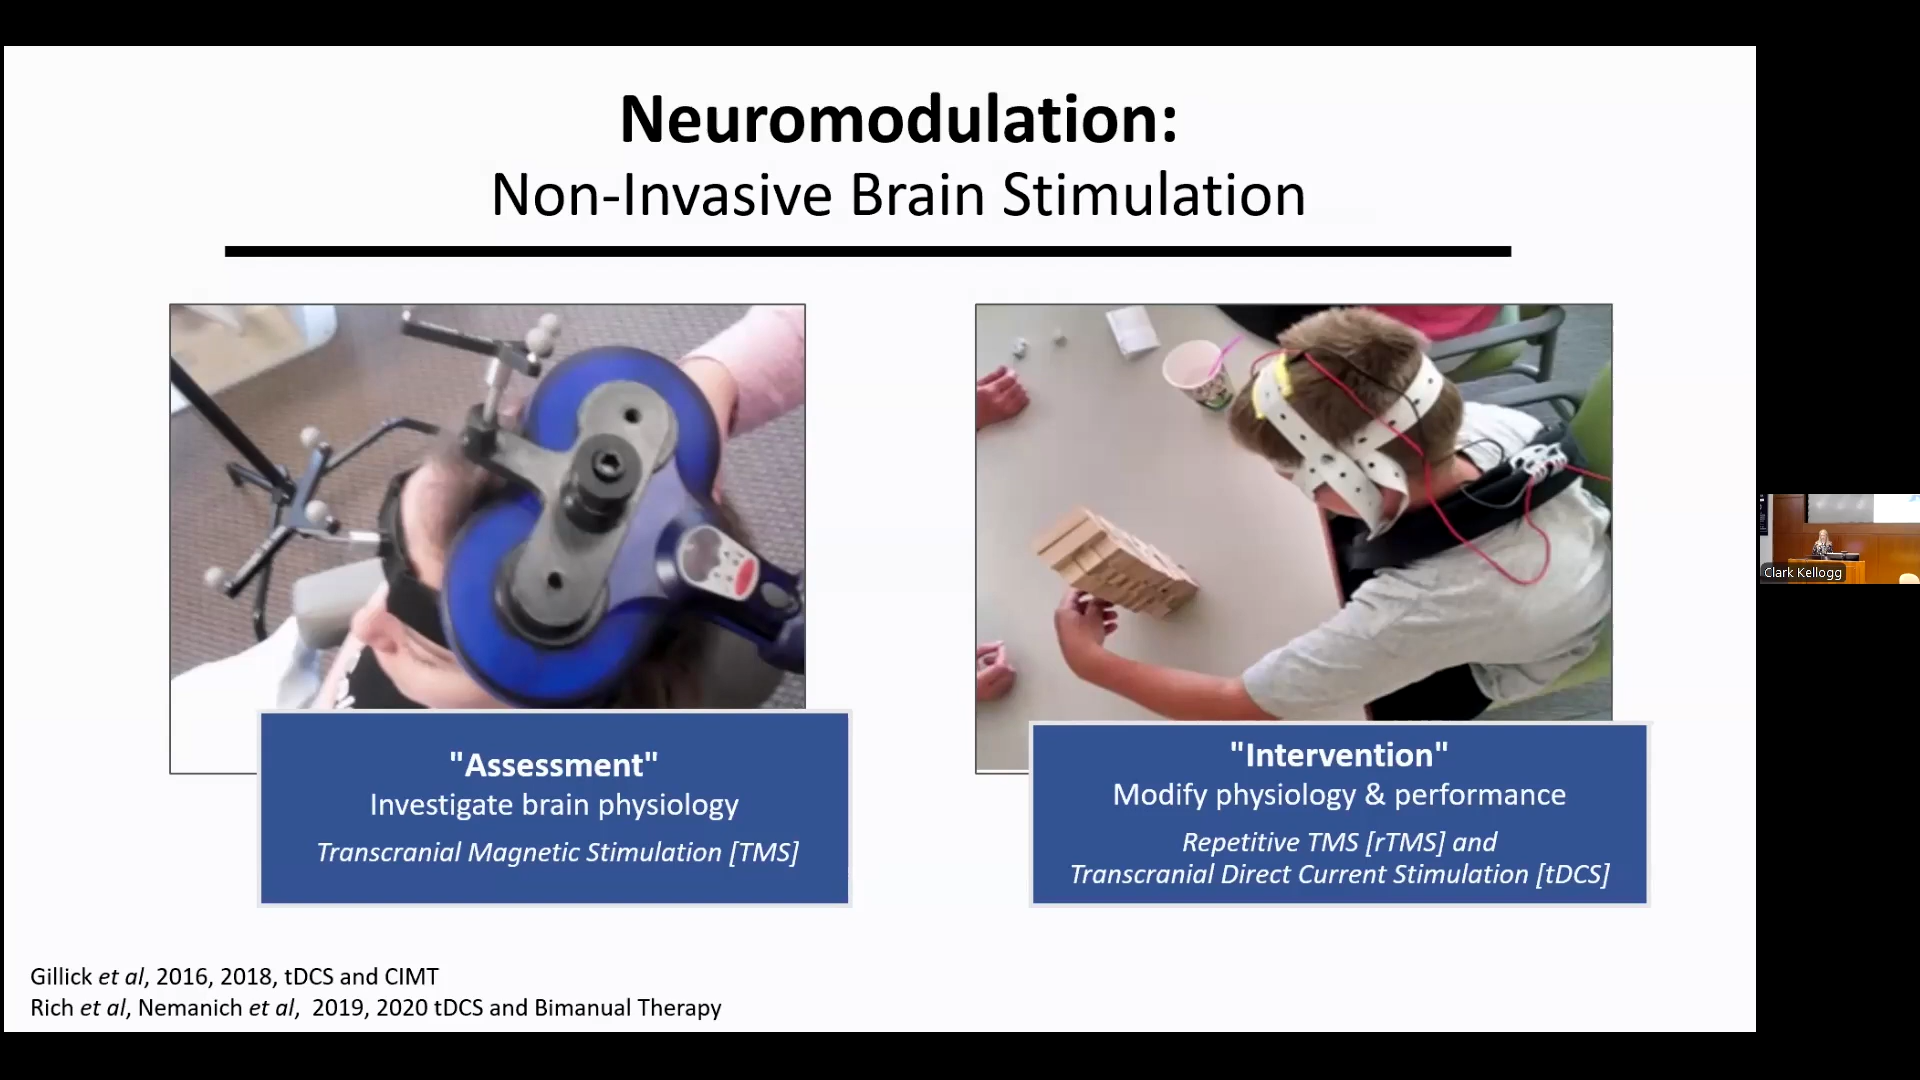 Neuromodulation:
Non-Invasive Brain Stimulation
"Assessment"
Investigate brain physiology
Transcranial Magnetic Stimulation [TMS]
"Intervention"
Modify physiology & performance
Repetitive TMS [rTMS] and
Transcranial Direct Current Stimulation [tDCS]
Gillick et al, 2016, 2018, tDCS and CIMT
Rich et al, Nemanich et al,  2019, 2020 tDCS and Bimanual Therapy
Clark Kellogg